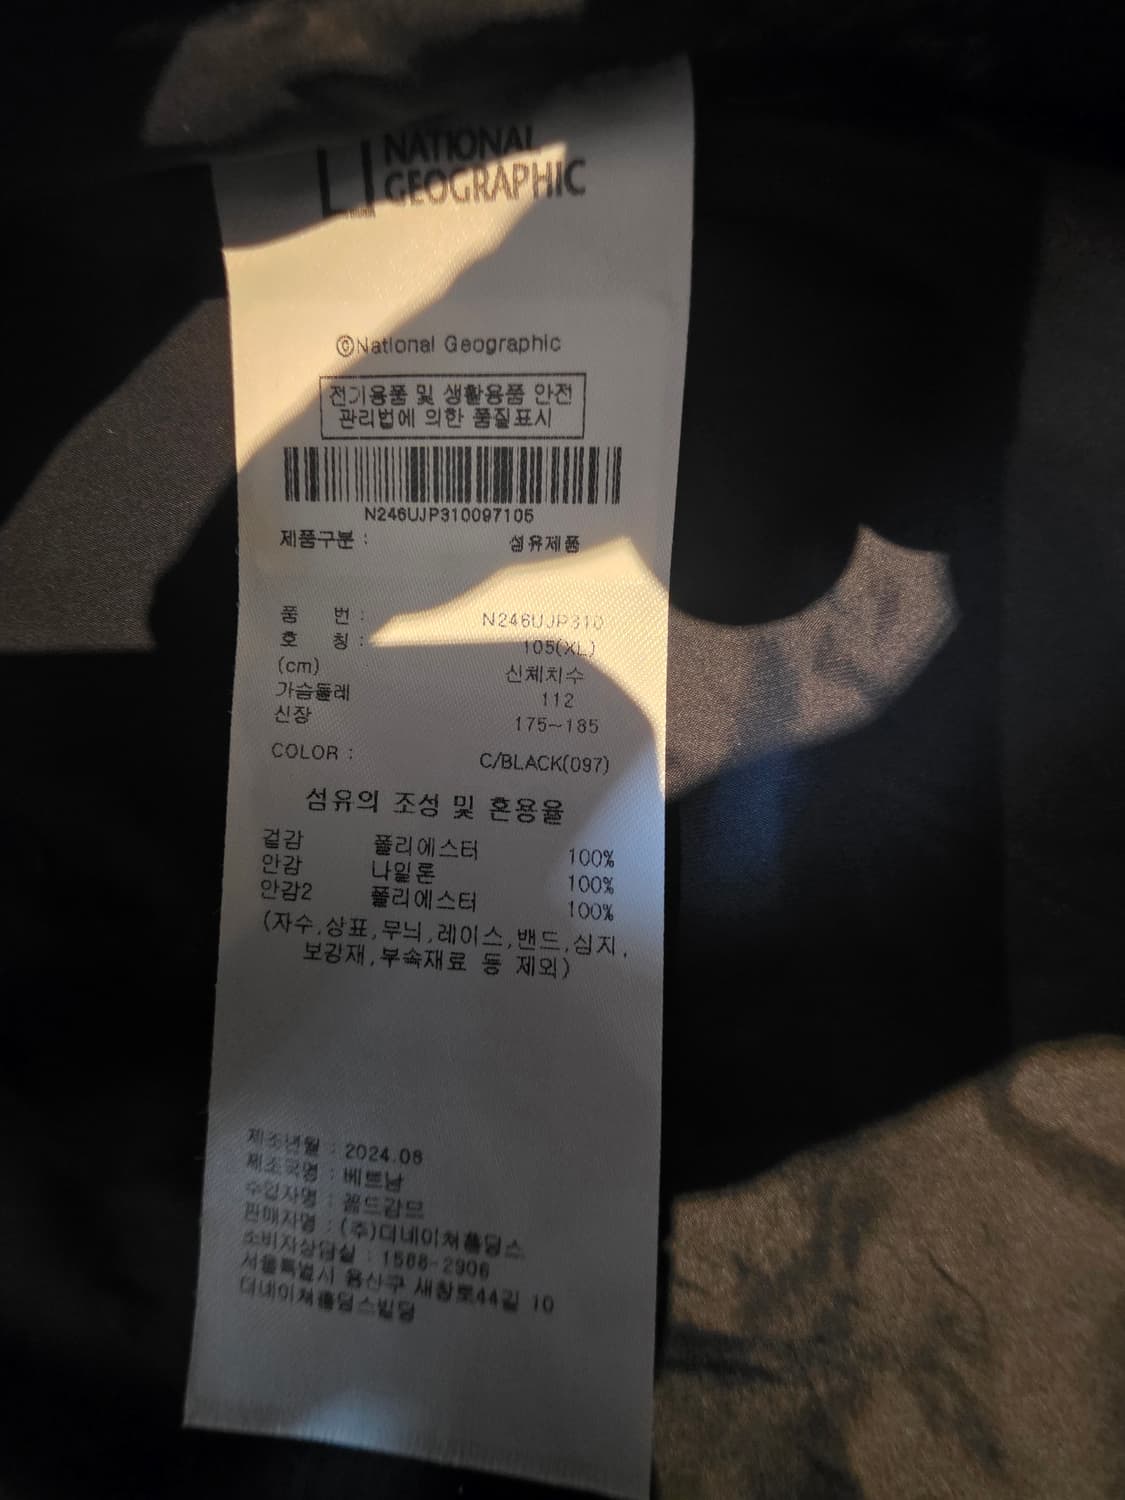 NATIONAL
GEOGRAPHIC
©National Geographic
전기용품 및 생활용품 안전
관리법에 의한 품질표시
N246UJP310097105
제품구분 : 섬유제품
품 번 : N246UJP310
호 칭 : 105(XL)
(cm) 신체치수
가슴둘레 112
신장 175~185
COLOR : C/BLACK(097)
섬유의 조성 및 혼용율
겉감 폴리에스터 100%
안감 나일론 100%
안감2 폴리에스터 100%
(자수,상표,무늬,레이스,밴드,심지,
보강재,부속재료 등 제외)
제조년월 : 2024.08
제조국명 : 베트남
수입자명 : 월드감므
판매자명 : (주)더네이쳐홀딩스
소비자상담실 : 1588-2906
서울특별시 용산구 새창로44길 10
더네이쳐홀딩스빌딩